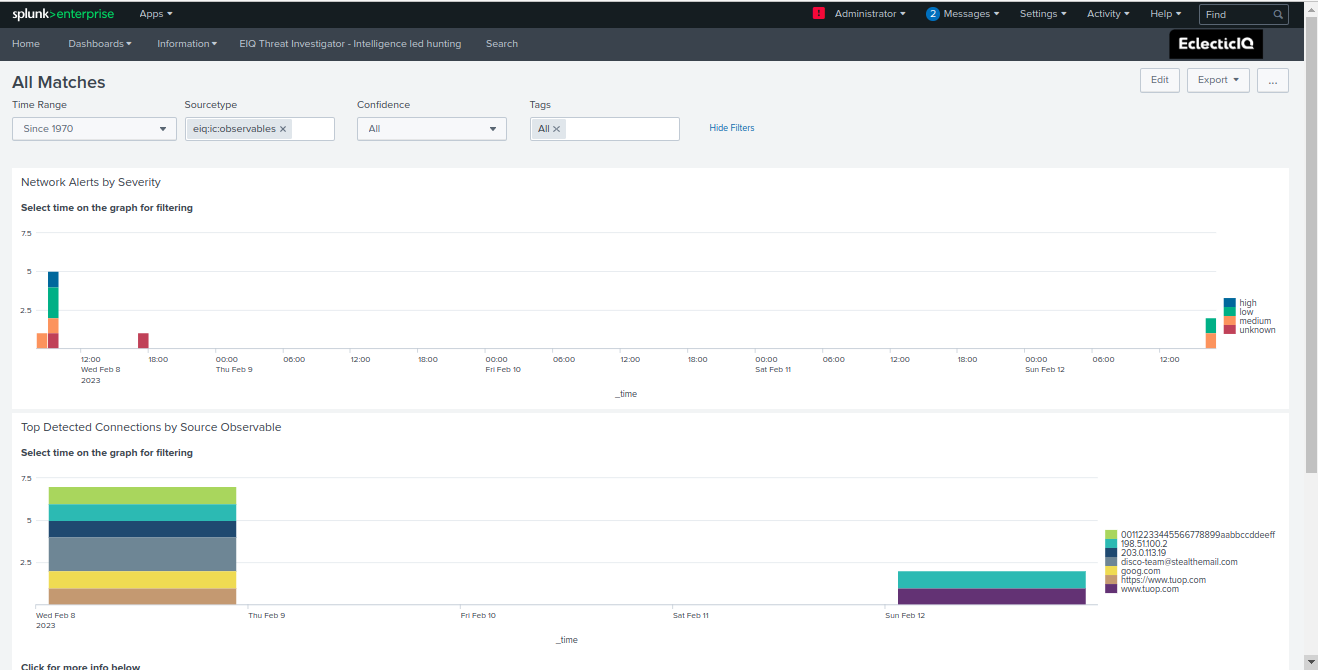 splunk>enterprise Apps Administrator 2 Messages Settings Activity Help Find
Home Dashboards Information EIQ Threat Investigator - Intelligence led hunting Search EclecticIQ
All Matches Edit Export ...
Time Range Sourcetype Confidence Tags
Since 1970 eiq:ic:observables × All All × Hide Filters
Network Alerts by Severity
Select time on the graph for filtering
7.5
5
2.5
high
low
medium
unknown
12:00 18:00 00:00 06:00 12:00 18:00 00:00 06:00 12:00 18:00 00:00 06:00 12:00 18:00 00:00 06:00 12:00
Wed Feb 8 Thu Feb 9 Fri Feb 10 Sat Feb 11 Sun Feb 12
2023
_time
Top Detected Connections by Source Observable
Select time on the graph for filtering
7.5
5
2.5
00112233445566778899aabbccddeeff
198.51.100.2
203.0.113.19
disco-team@stealthemail.com
goog.com
https://www.tuop.com
www.tuop.com
Wed Feb 8 Thu Feb 9 Fri Feb 10 Sat Feb 11 Sun Feb 12
2023
_time
Click for more info below